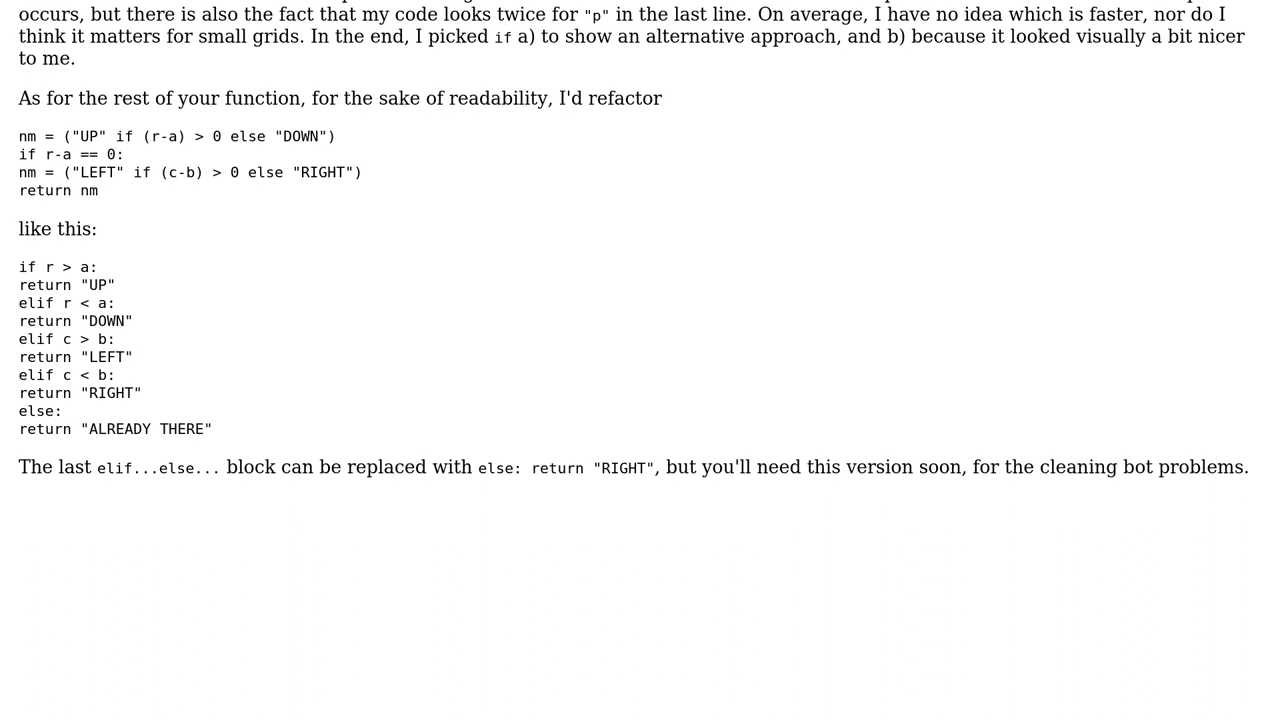 occurs, but there is also the fact that my code looks twice for "p" in the last line. On average, I have no idea which is faster, nor do I
think it matters for small grids. In the end, I picked if a) to show an alternative approach, and b) because it looked visually a bit nicer
to me.
As for the rest of your function, for the sake of readability, I'd refactor
nm = ("UP" if (r-a) > 0 else "DOWN")
if r-a == 0:
nm = ("LEFT" if (c-b) > 0 else "RIGHT")
return nm
like this:
if r > a:
return "UP"
elif r < a:
return "DOWN"
elif c > b:
return "LEFT"
elif c < b:
return "RIGHT"
else:
return "ALREADY THERE"
The last elif...else... block can be replaced with else: return "RIGHT", but you'll need this version soon, for the cleaning bot problems.